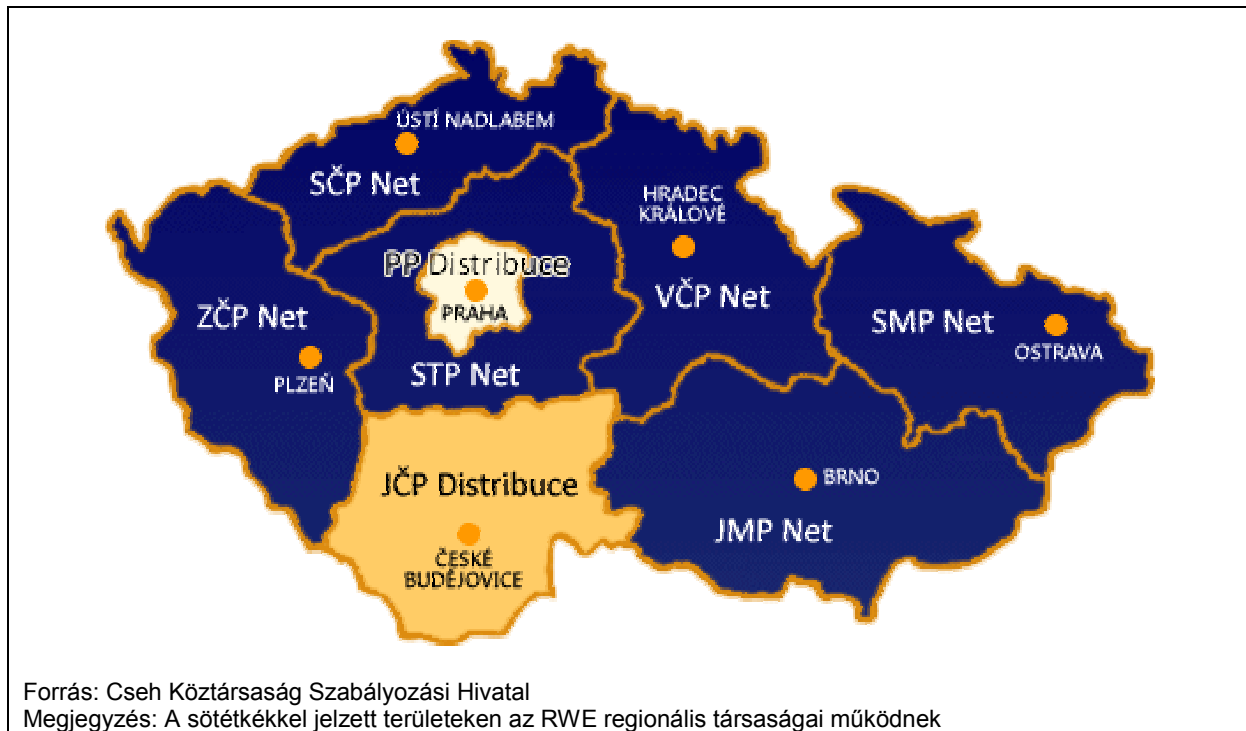 ÚSTÍ NADLABEM
SČP Net
HRADEC
KRÁLOVÉ
PP Distribuce
PRAHA
VČP Net
ZČP Net
SMP Net
OSTRAVA
PLZEŇ
STP Net
JČP Distribuce
BRNO
JMP Net
ČESKÉ
BUDĚJOVICE
Forrás: Cseh Köztársaság Szabályozási Hivatal
Megjegyzés: A sötétkékkel jelzett területeken az RWE regionális társaságai működnek